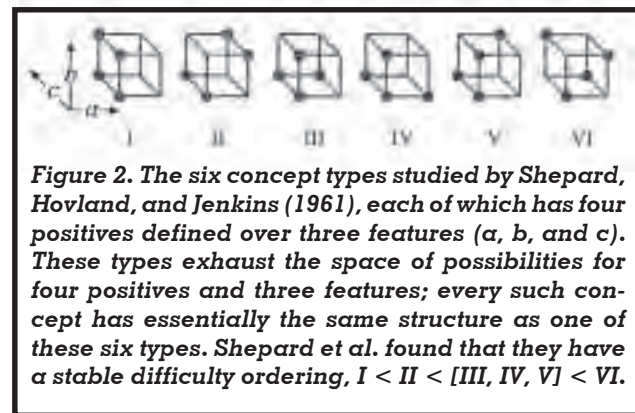 c
a
I II III IV V VI
Figure 2. The six concept types studied by Shepard,
Hovland, and Jenkins (1961), each of which has four
positives defined over three features (a, b, and c).
These types exhaust the space of possibilities for
four positives and three features; every such con-
cept has essentially the same structure as one of
these six types. Shepard et al. found that they have
a stable difficulty ordering, I < II < [III, IV, V] < VI.